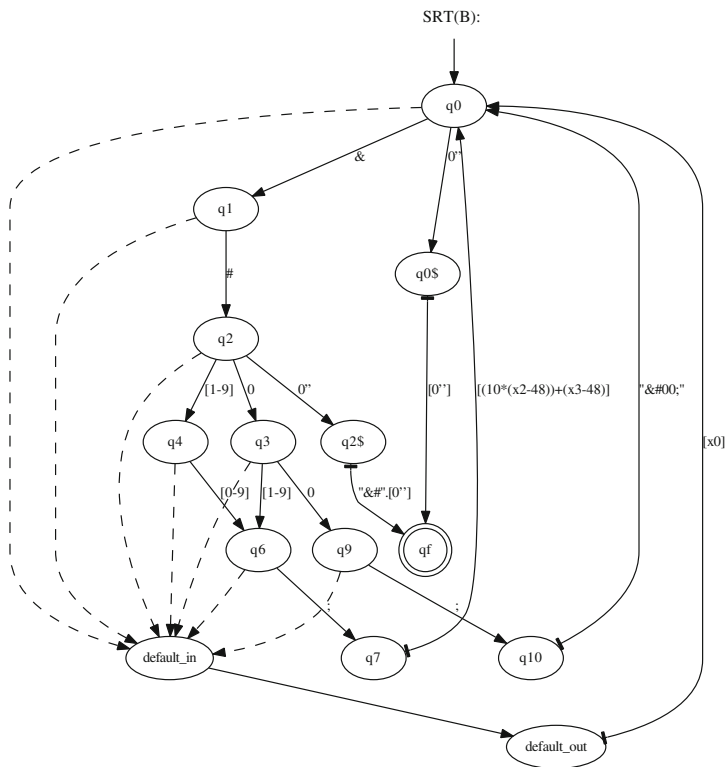 SRT(B):
q0
&
0”
q1
q0$
#
q2
[1-9]
0
0”
[0”]
[(10*(x2-48))+(x3-48)]
"&#00;"
[x0]
q4
q3
q2$
[0-9]
[1-9]
0
"&#".[0”]
q6
q9
qf
;
;
default_in
q7
q10
default_out